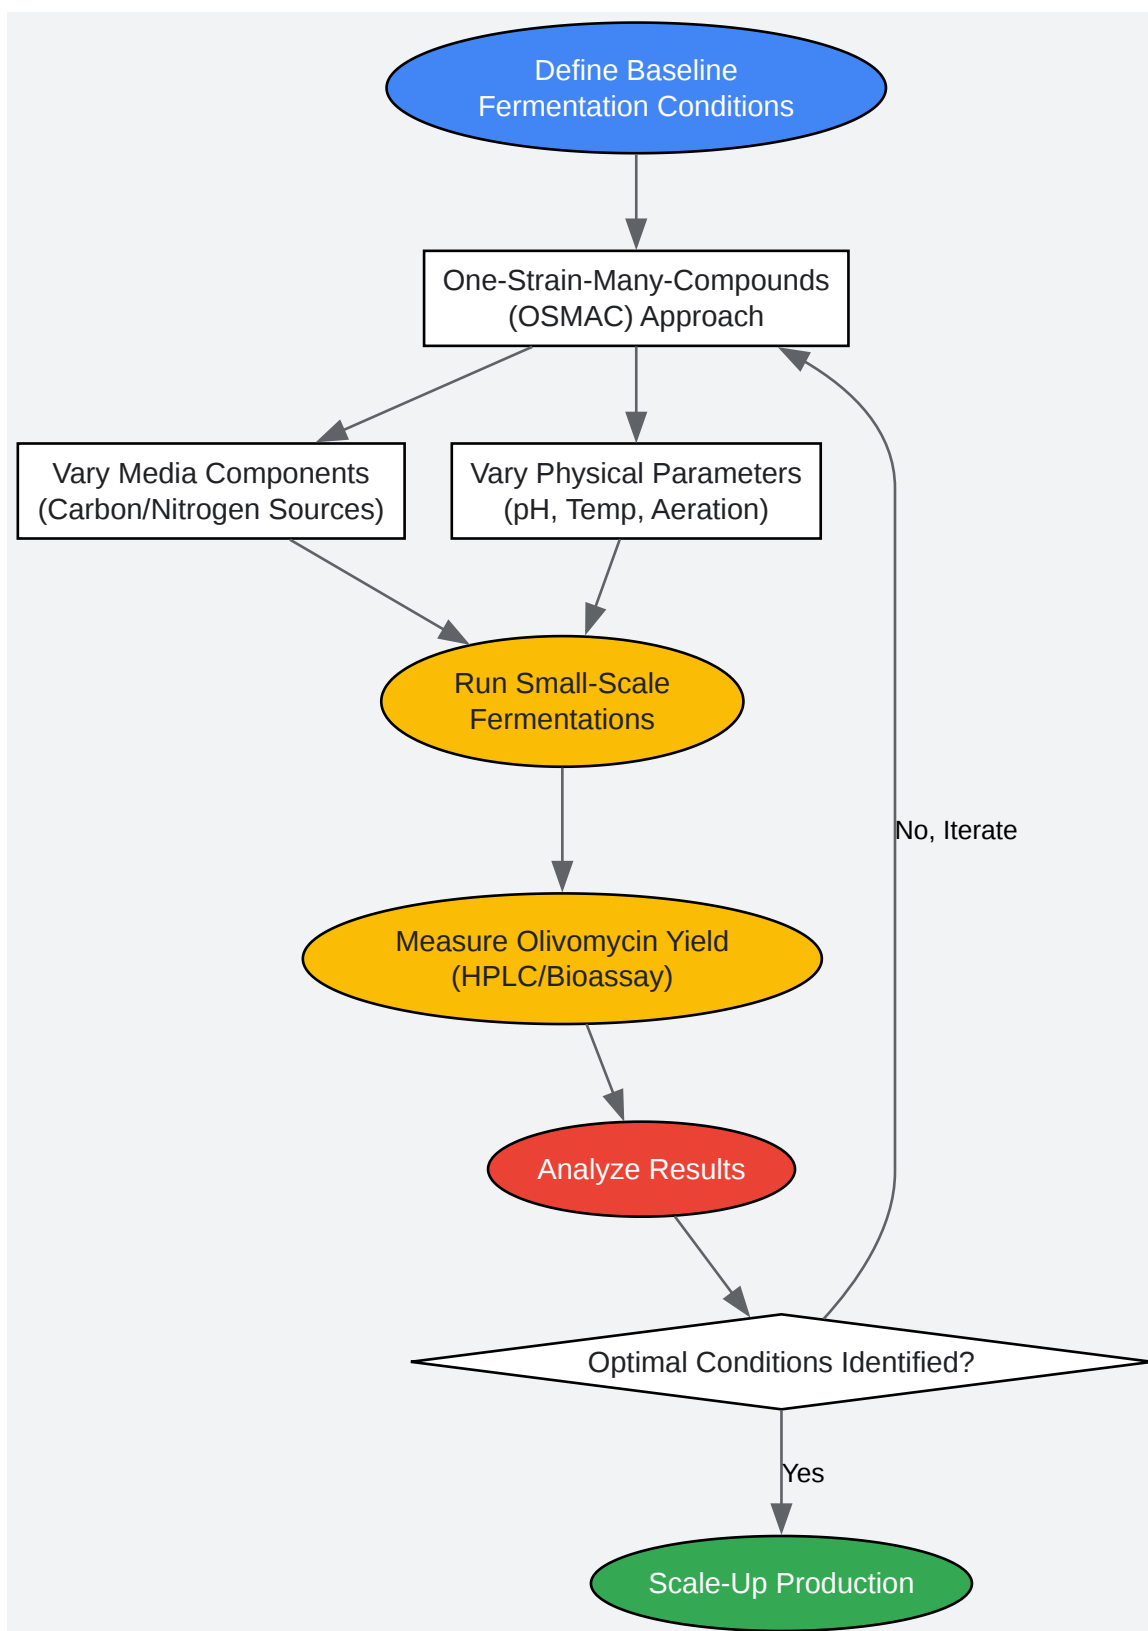 Define Baseline
Fermentation Conditions
One-Strain-Many-Compounds
(OSMAC) Approach
Vary Media Components
(Carbon/Nitrogen Sources)
Vary Physical Parameters
(pH, Temp, Aeration)
Run Small-Scale
Fermentations
No, Iterate
Measure Olivomycin Yield
(HPLC/Bioassay)
Analyze Results
Optimal Conditions Identified?
Yes
Scale-Up Production